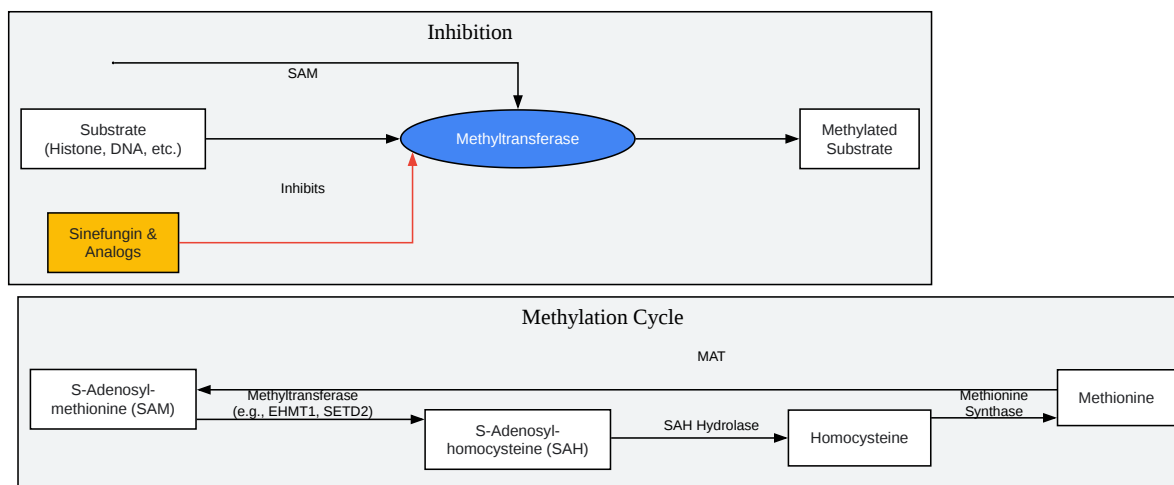 Inhibition
SAM
Substrate
(Histone, DNA, etc.)
Methyltransferase
Methylated
Substrate
Inhibits
Sinefungin &
Analogs
Methylation Cycle
MAT
S-Adenosyl-
methionine (SAM)
Methyltransferase
(e.g., EHMT1, SETD2)
S-Adenosyl-
homocysteine (SAH)
SAH Hydrolase
Homocysteine
Methionine
Synthase
Methionine